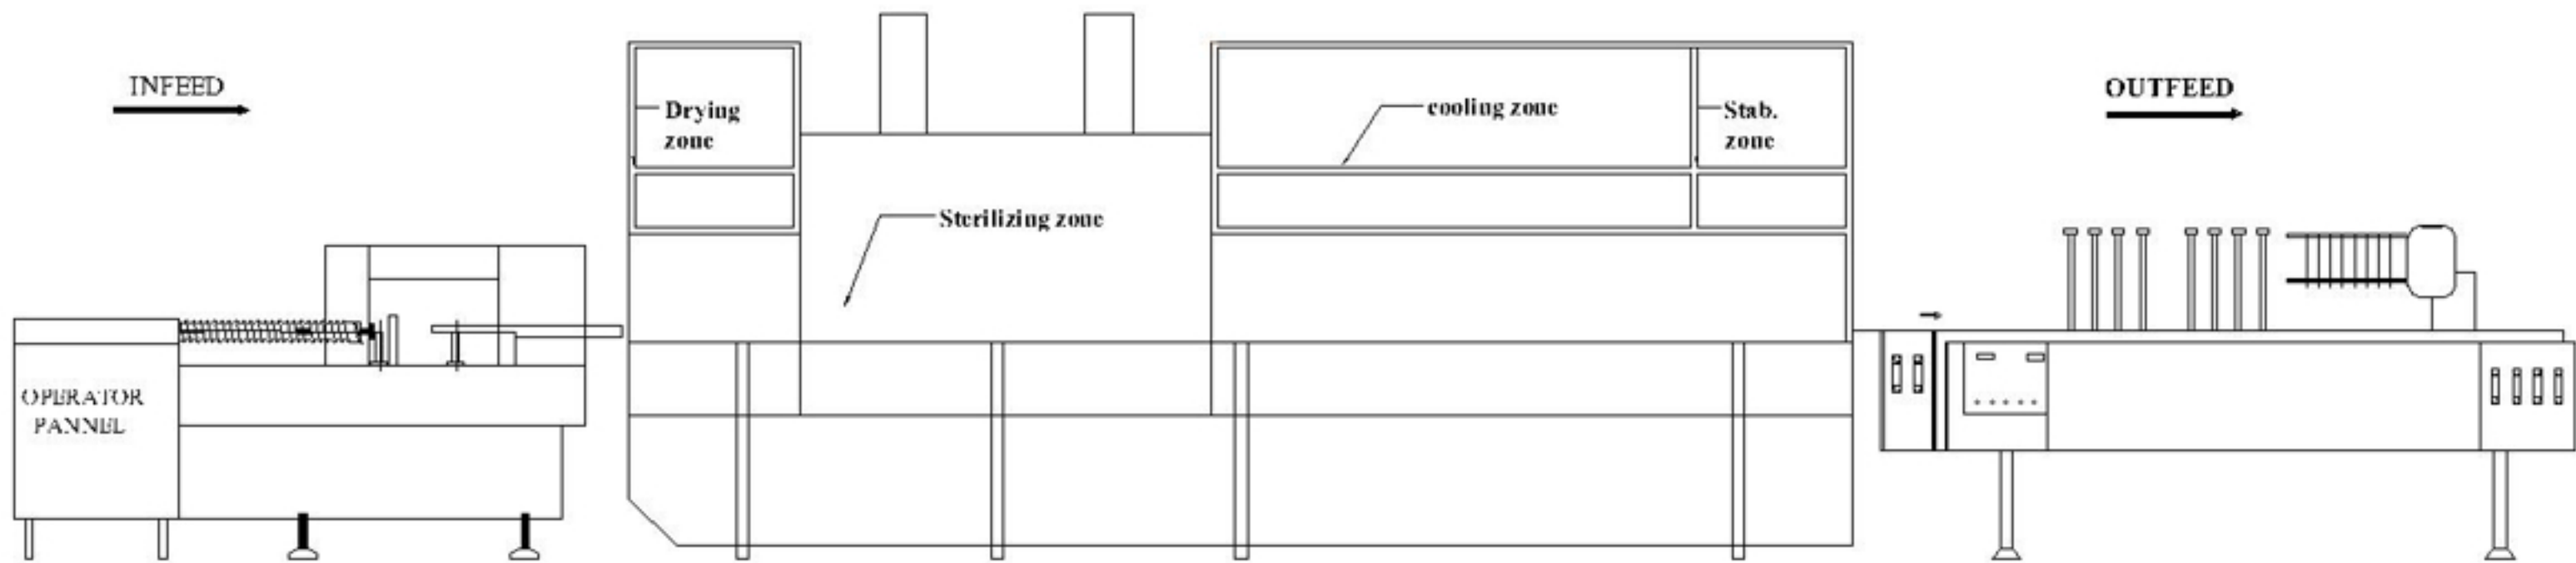 INFEED
OUTFEED
Drying
zone
cooling zone
Stab.
zone
Sterilizing zone
OPERATOR
PANNEL